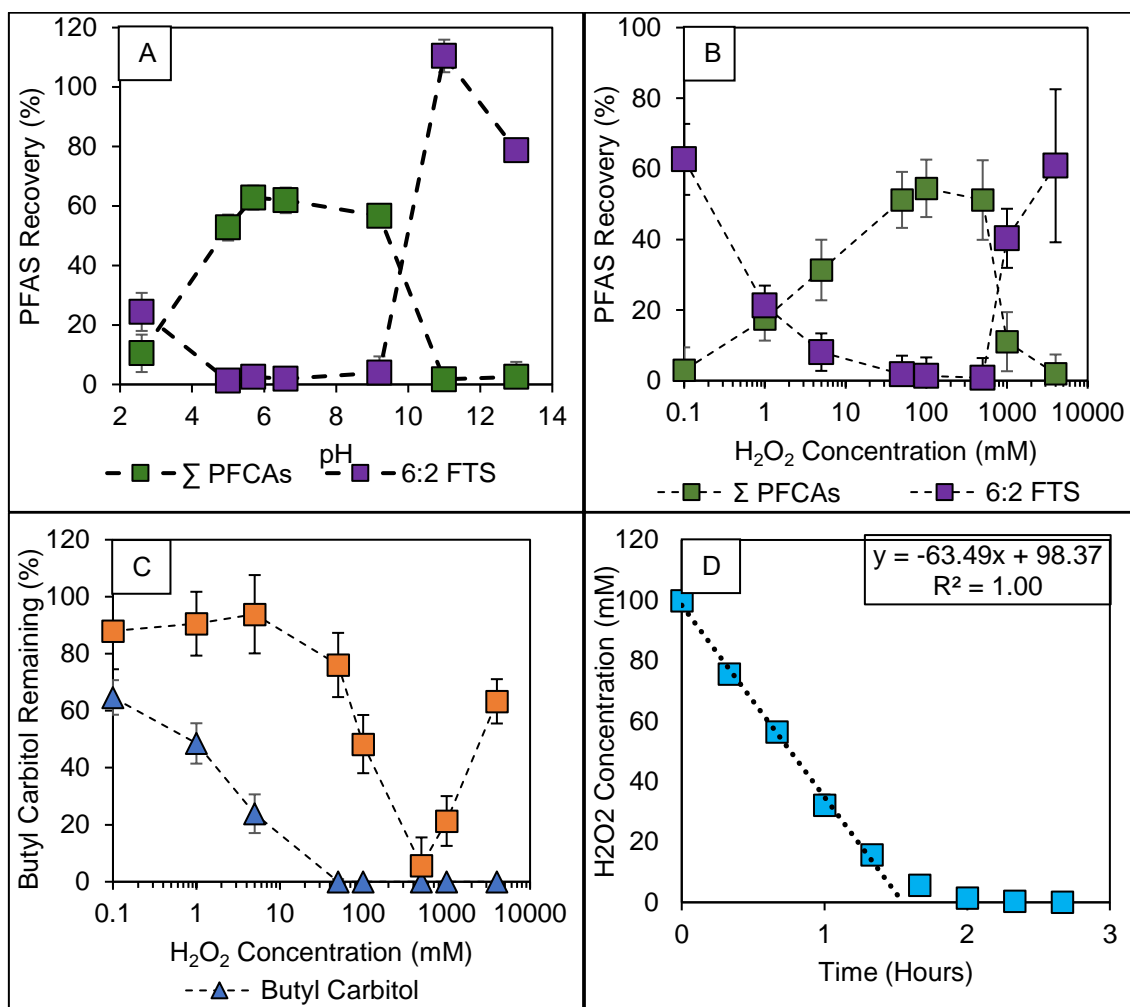 A
PFAS Recovery (%)
120
100
80
60
40
20
0
2 4 6 8 10 12 14
pH
∑ PFCAs 6:2 FTS
B
PFAS Recovery (%)
100
80
60
40
20
0
0.1 1 10 100 1000 10000
H₂O₂ Concentration (mM)
Σ PFCAs 6:2 FTS
C
Butyl Carbitol Remaining (%)
120
100
80
60
40
20
0
0.1 1 10 100 1000 10000
H₂O₂ Concentration (mM)
Butyl Carbitol
D
y = -63.49x + 98.37
R² = 1.00
H2O2 Concentration (mM)
120
100
80
60
40
20
0
0 1 2 3
Time (Hours)